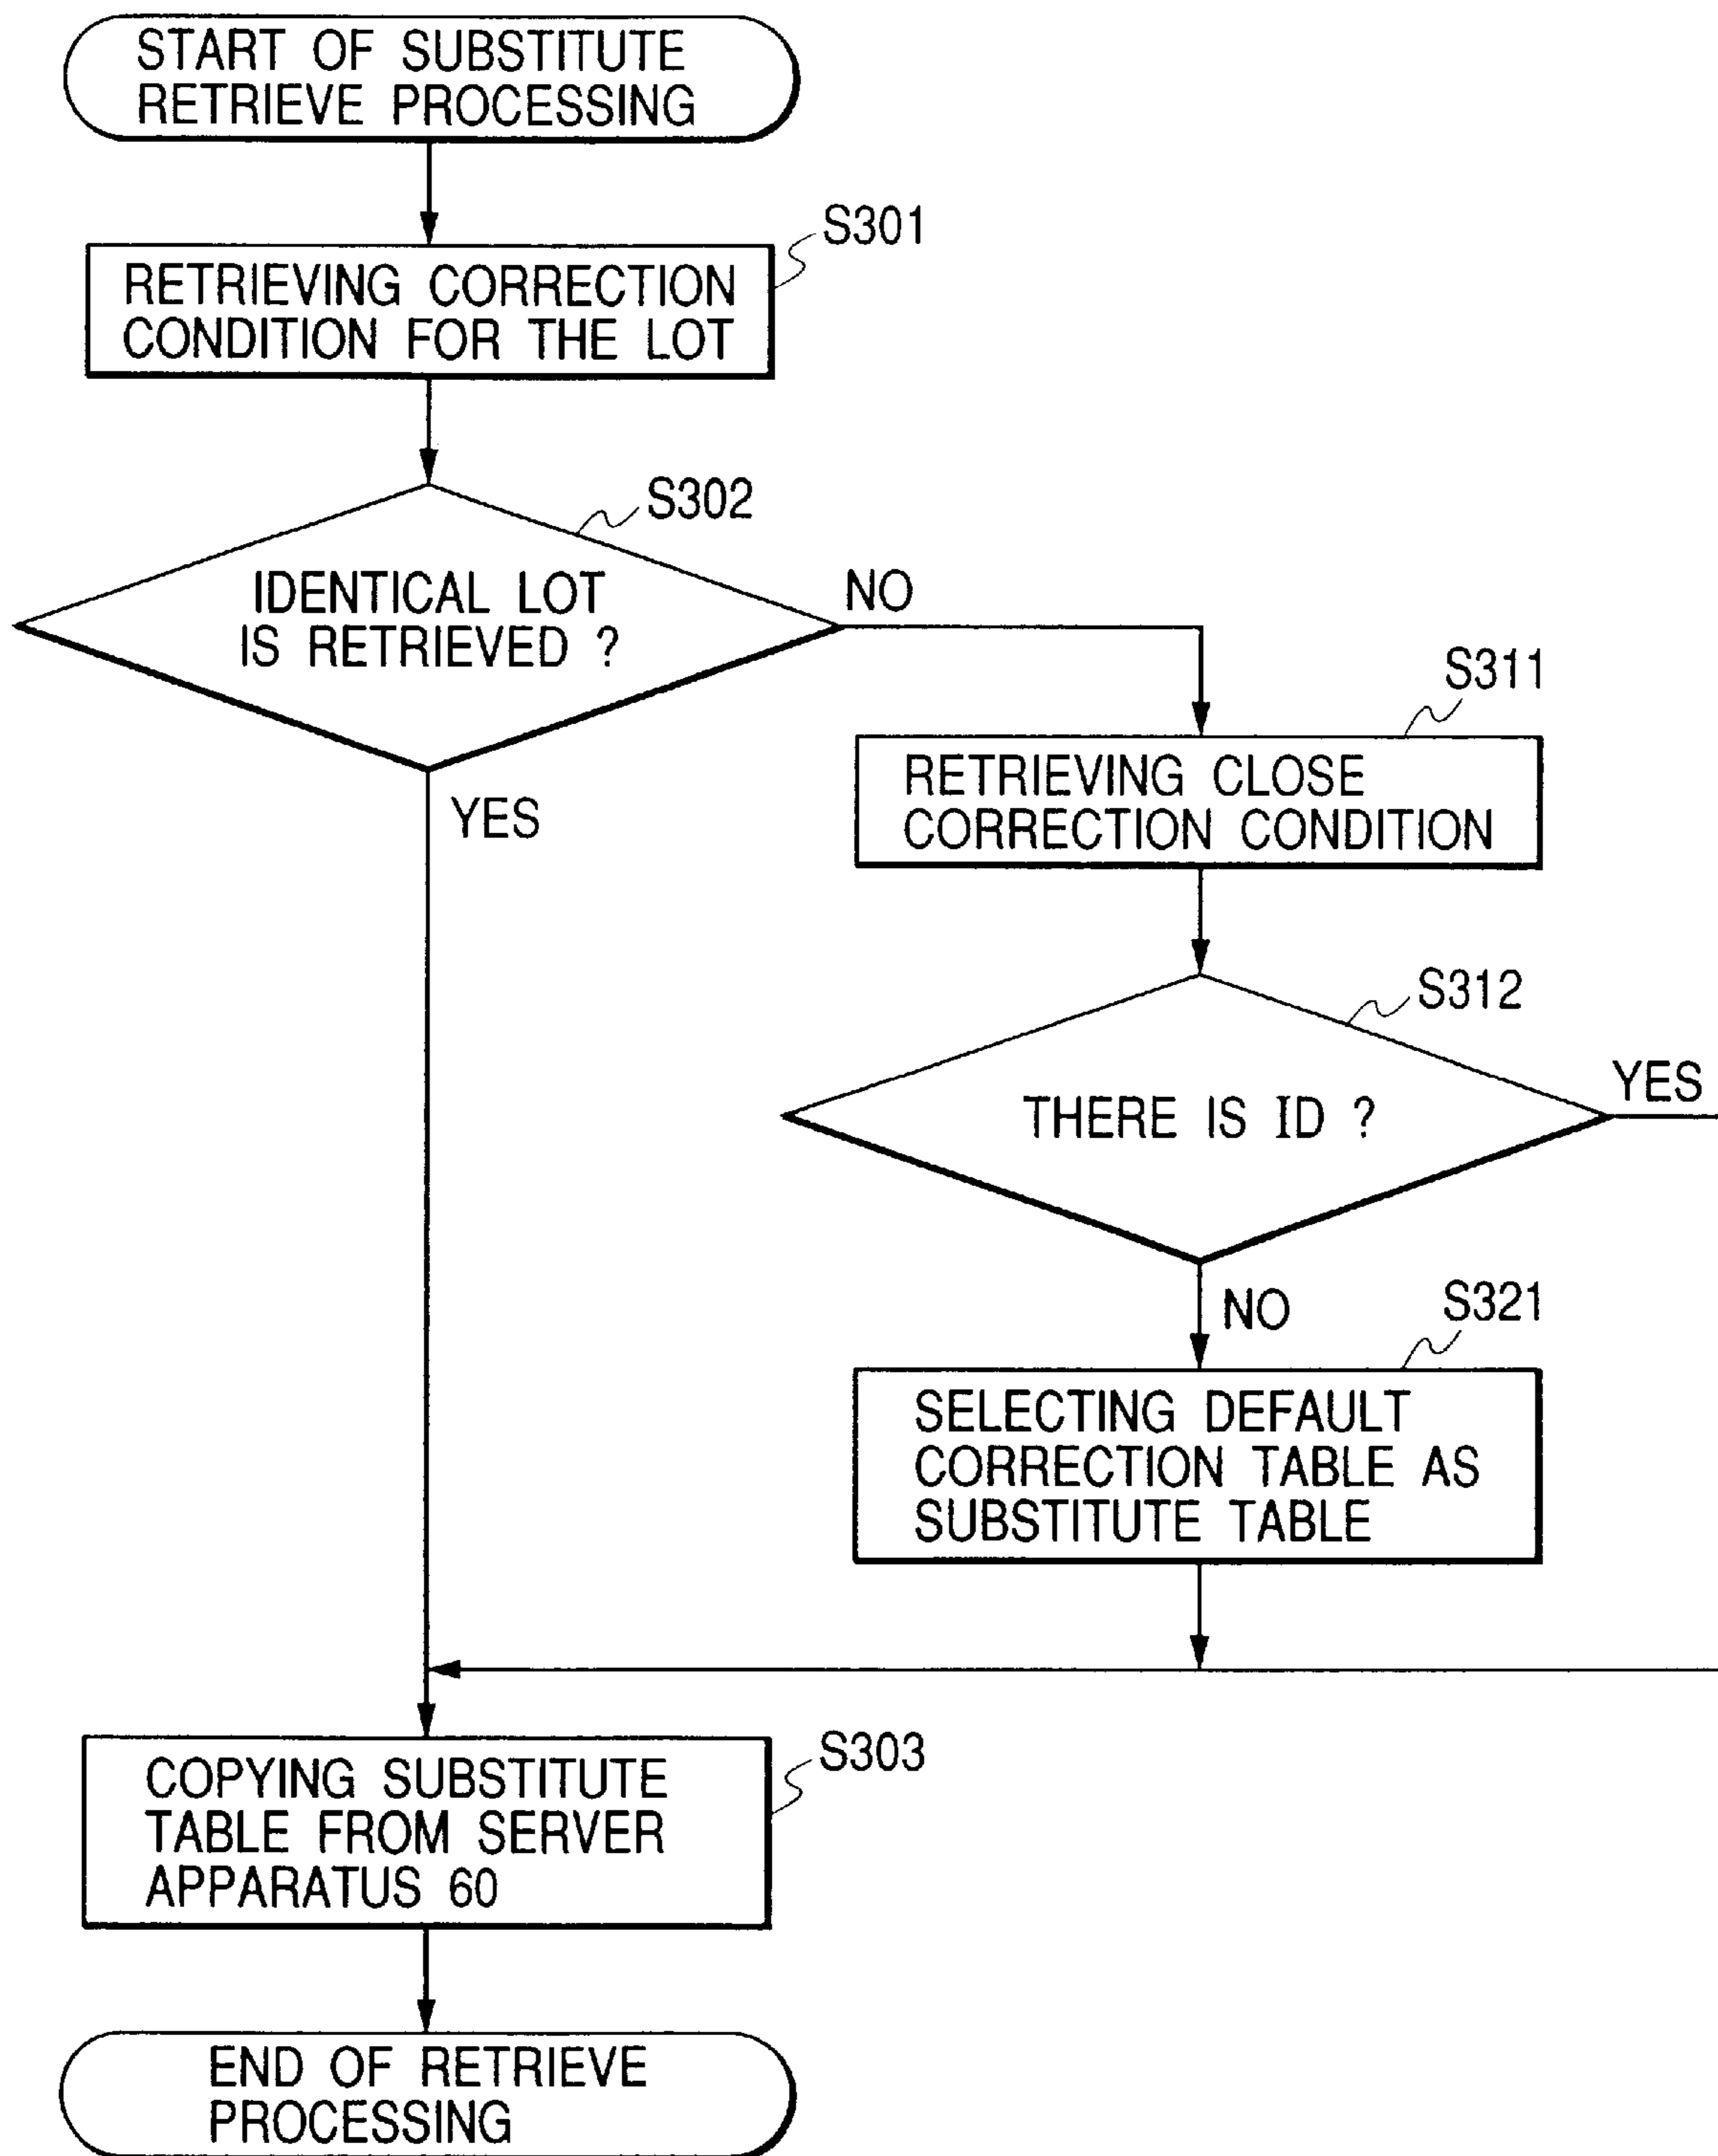 START OF SUBSTITUTE
RETRIEVE PROCESSING
S301
RETRIEVING CORRECTION
CONDITION FOR THE LOT
S302
IDENTICAL LOT
IS RETRIEVED ?
NO
YES
S311
RETRIEVING CLOSE
CORRECTION CONDITION
S312
THERE IS ID ?
YES
NO
S321
SELECTING DEFAULT
CORRECTION TABLE AS
SUBSTITUTE TABLE
S303
COPYING SUBSTITUTE
TABLE FROM SERVER
APPARATUS 60
END OF RETRIEVE
PROCESSING